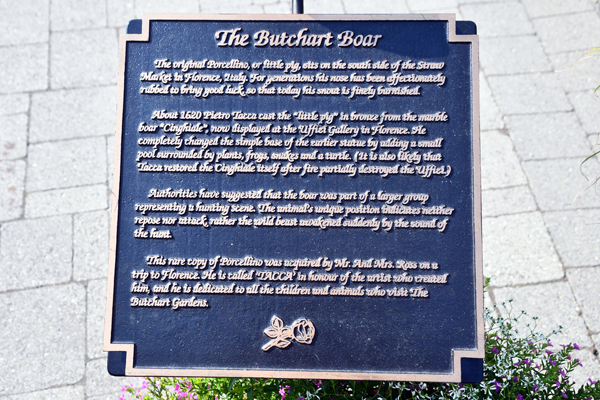 The Butchart Boar
The original Porcellino, or little pig, sits on the south side of the Straw
Market in Florence, Italy. For generations his nose has been affectionately
rubbed to bring good luck, so that today his snout is finely burnished.
About 1620 Pietro Tacca cast the "little pig" in bronze from the marble
boar "Cinghiale", now displayed at the Uffizi Gallery in Florence. He
completely changed the simple base of the earlier statue by adding a small
pool surrounded by plants, frogs, snakes and a turtle. (It is also likely that
Tacca restored the Cinghiale itself after fire partially destroyed the Uffizi.)
Authorities have suggested that the boar was part of a larger group
representing a hunting scene. The animal's unique position indicates neither
repose nor attack, rather the wild beast awakened suddenly by the sound of
the hunt.
This rare copy of Porcellino was acquired by Mr. And Mrs. Ross on a
trip to Florence. He is called 'TACCA' in honour of the artist who created
him, and he is dedicated to all the children and animals who visit The
Butchart Gardens.